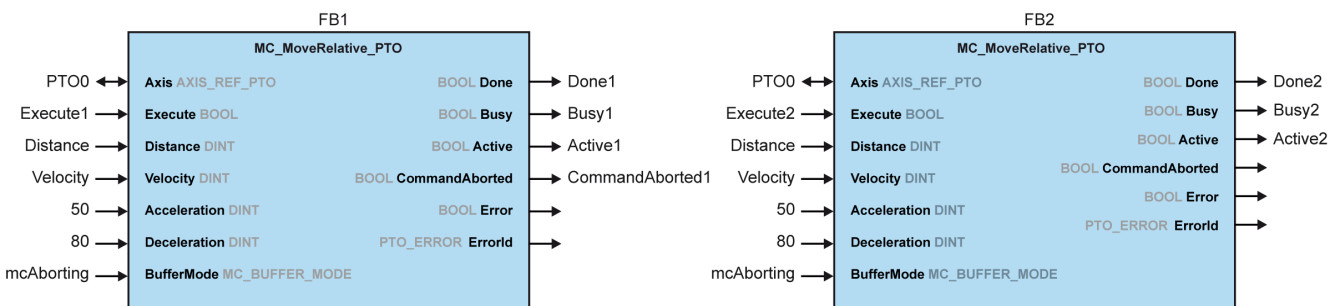 FB1
MC_MoveRelative_PTO
PTO0 Axis AXIS_REF_PTO BOOL Done Done1
Execute1 Execute BOOL BOOL Busy Busy1
Distance Distance DINT BOOL Active Active1
Velocity Velocity DINT BOOL CommandAborted CommandAborted1
50 Acceleration DINT BOOL Error
80 Deceleration DINT PTO_ERROR ErrorId
mcAborting BufferMode MC_BUFFER_MODE
FB2
MC_MoveRelative_PTO
PTO0 Axis AXIS_REF_PTO BOOL Done Done2
Execute2 Execute BOOL BOOL Busy Busy2
Distance Distance DINT BOOL Active Active2
Velocity Velocity DINT BOOL CommandAborted
50 Acceleration DINT BOOL Error
80 Deceleration DINT PTO_ERROR ErrorId
mcAborting BufferMode MC_BUFFER_MODE